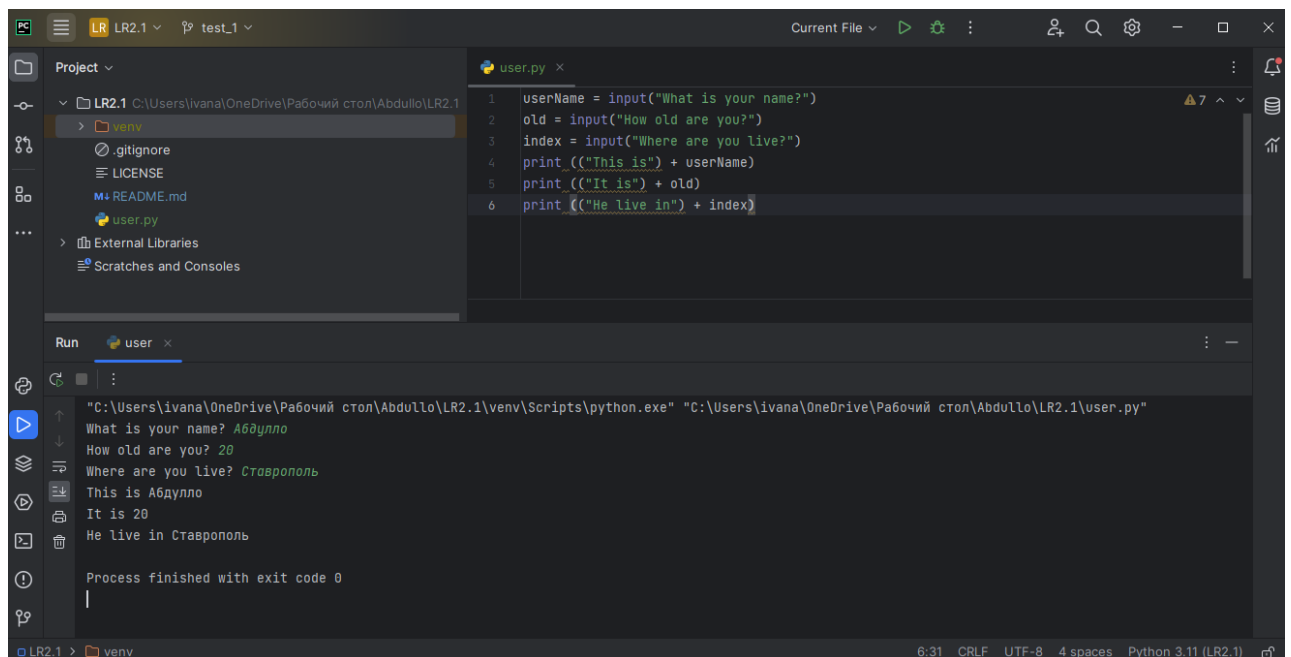 PC LR LR2.1 test_1 Current File
Project
user.py
LR2.1 C:\Users\ivana\OneDrive\Рабочий стол\Abdullo\LR2.1
venv
.gitignore
LICENSE
M↓ README.md
user.py
External Libraries
Scratches and Consoles
1 userName = input("What is your name?")
2 old = input("How old are you?")
3 index = input("Where are you live?")
4 print (("This is") + userName)
5 print (("It is") + old)
6 print (("He live in") + index)
7
Run user
"C:\Users\ivana\OneDrive\Рабочий стол\Abdullo\LR2.1\venv\Scripts\python.exe" "C:\Users\ivana\OneDrive\Рабочий стол\Abdullo\LR2.1\user.py"
What is your name? Абдулло
How old are you? 20
Where are you live? Ставрополь
This is Абдулло
It is 20
He live in Ставрополь
Process finished with exit code 0
LR2.1 > venv 6:31 CRLF UTF-8 4 spaces Python 3.11 (LR2.1)